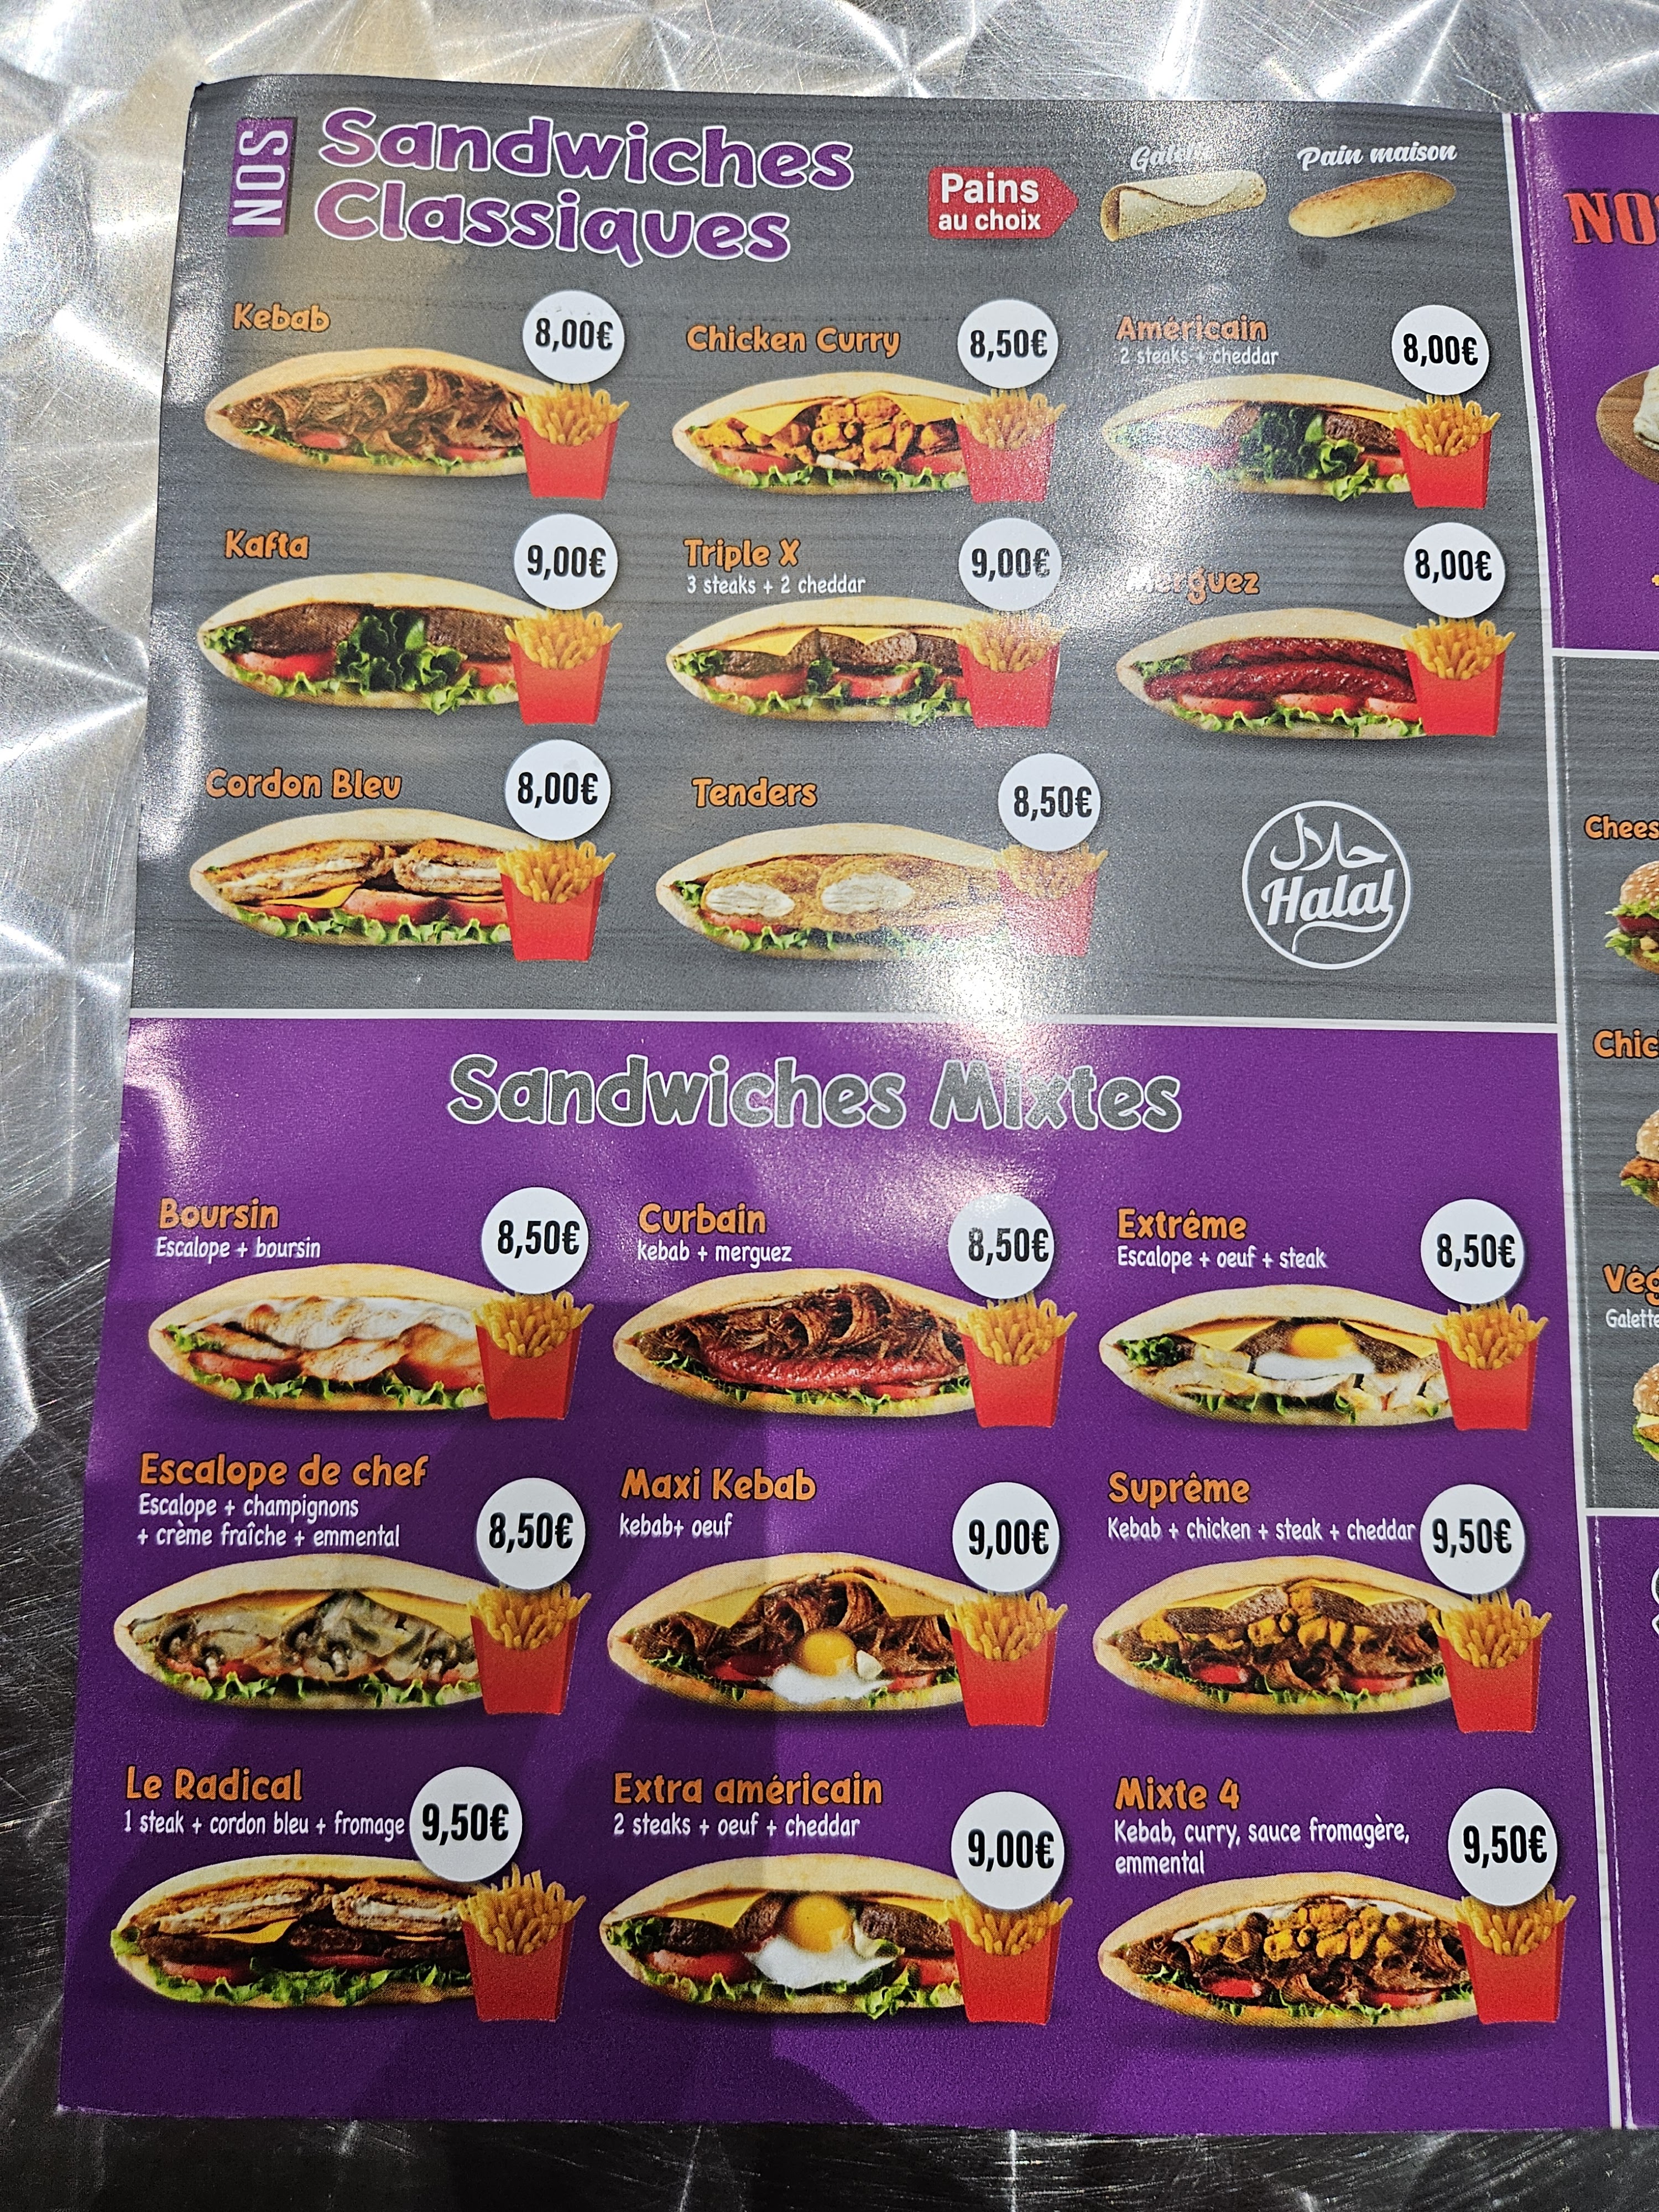 NOS
Sandwiches
Classiques
Pains
au choix
Galette
Pain maison
Kebab
8,00€
Chicken Curry
8,50€
Américain
2 steaks + cheddar
8,00€
Kafta
9,00€
Triple X
3 steaks + 2 cheddar
9,00€
Merguez
8,00€
Cordon Bleu
8,00€
Tenders
8,50€
حلال
Halal
Sandwiches Mixtes
Boursin
Escalope + boursin
8,50€
Curbain
kebab + merguez
8,50€
Extrême
Escalope + oeuf + steak
8,50€
Escalope de chef
Escalope + champignons
+ crème fraîche + emmental
8,50€
Maxi Kebab
kebab+ oeuf
9,00€
Suprême
Kebab + chicken + steak + cheddar
9,50€
Le Radical
1 steak + cordon bleu + fromage
9,50€
Extra américain
2 steaks + oeuf + cheddar
9,00€
Mixte 4
Kebab, curry, sauce fromagère,
emmental
9,50€
Galette